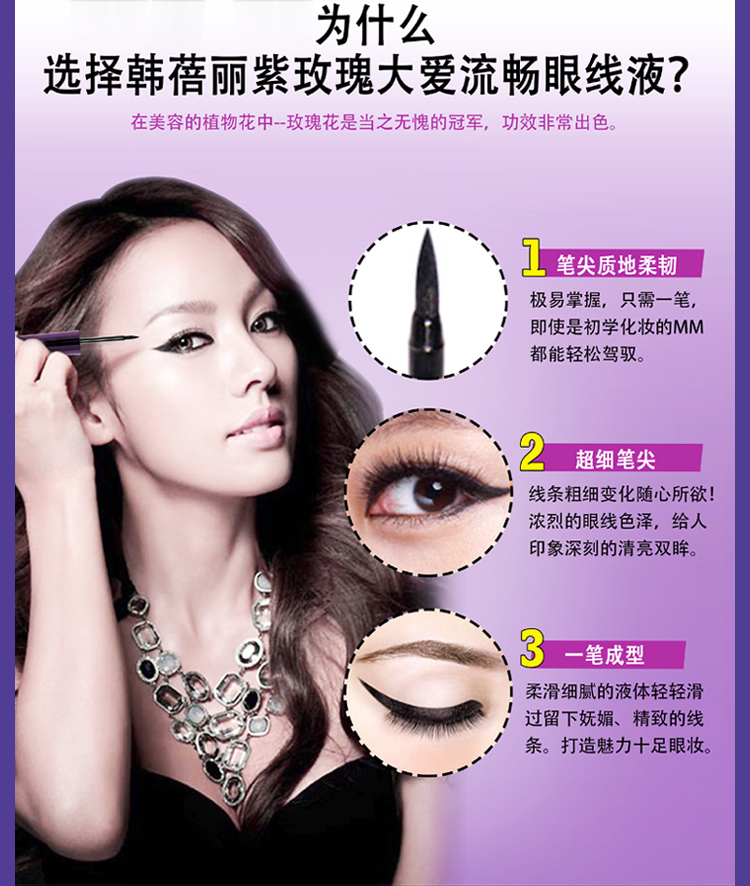 为什么
选择韩蓓丽紫玫瑰大爱流畅眼线液?
在美容的植物花中--玫瑰花是当之无愧的冠军，功效非常出色。
1 笔尖质地柔韧
极易掌握，只需一笔，
即使是初学化妆的MM
都能轻松驾驭。
2 超细笔尖
线条粗细变化随心所欲!
浓烈的眼线色泽，给人
印象深刻的清亮双眸。
3 一笔成型
柔滑细腻的液体轻轻滑
过留下妩媚、精致的线
条。打造魅力十足眼妆。